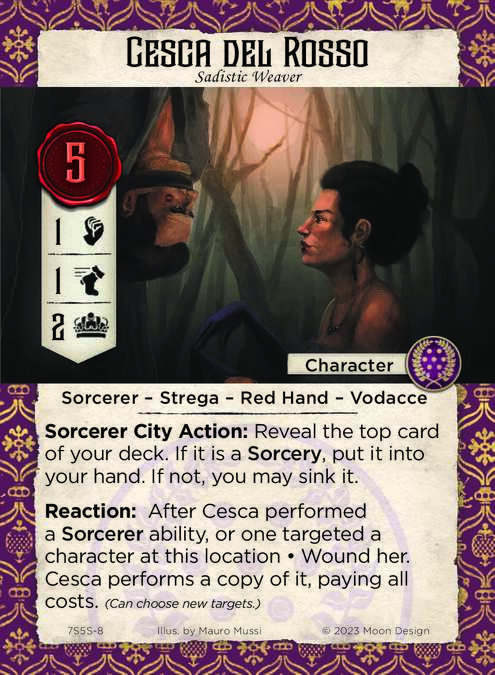 Cesca del Rosso
Sadistic Weaver
5
1
1
2
Character
Sorcerer – Strega – Red Hand – Vodacce
Sorcerer City Action: Reveal the top card
of your deck. If it is a Sorcery, put it into
your hand. If not, you may sink it.
Reaction: After Cesca performed
a Sorcerer ability, or one targeted a
character at this location • Wound her.
Cesca performs a copy of it, paying all
costs. (Can choose new targets.)
7S5S-8 Illus. by Mauro Mussi © 2023 Moon Design